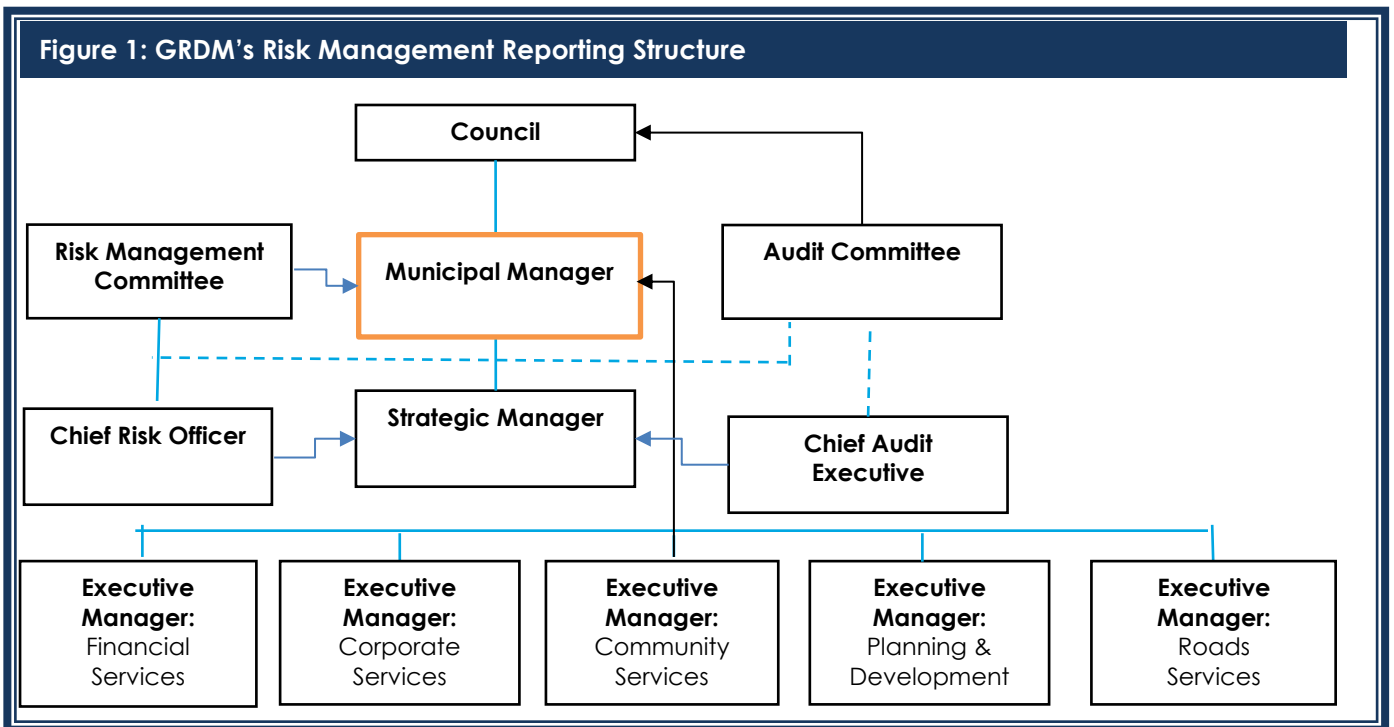 Figure 1: GRDM's Risk Management Reporting Structure
Council
Risk Management
Committee
Municipal Manager
Audit Committee
Chief Risk Officer
Strategic Manager
Chief Audit
Executive
Executive
Manager:
Financial
Services
Executive
Manager:
Corporate
Services
Executive
Manager:
Community
Services
Executive
Manager:
Planning &
Development
Executive
Manager:
Roads
Services